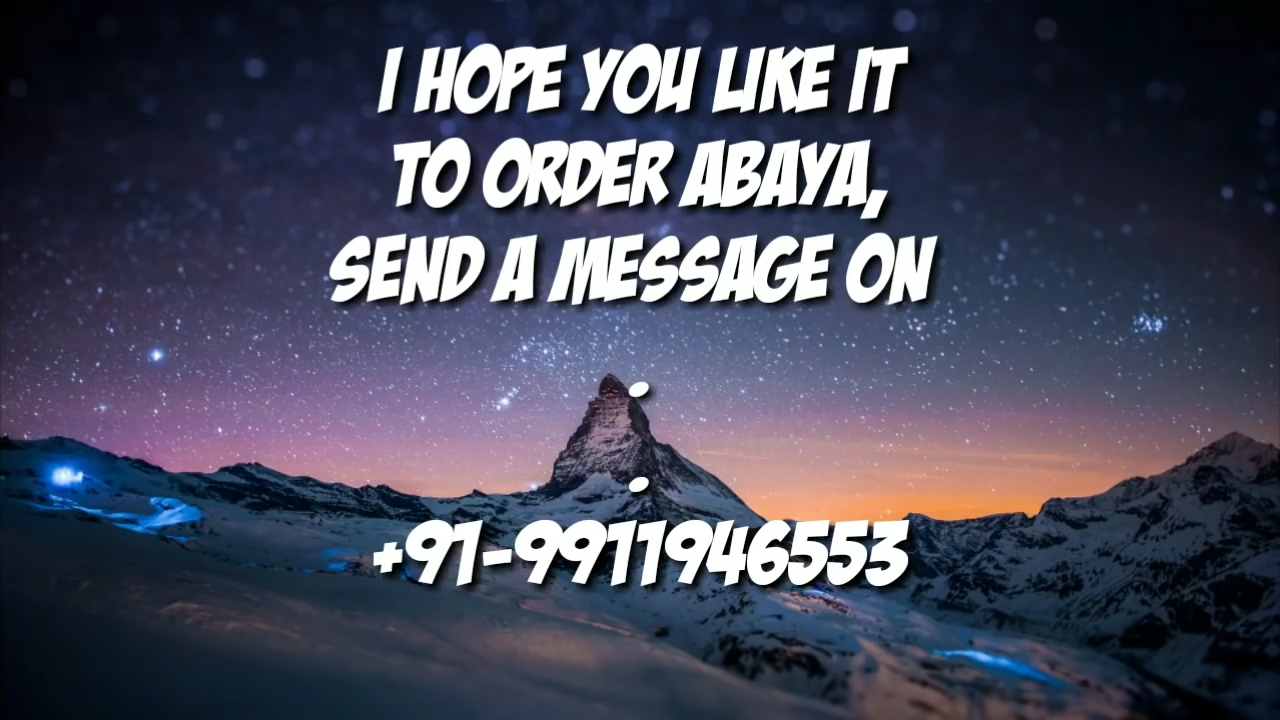 I HOPE YOU LIKE IT
TO ORDER ABAYA,
SEND A MESSAGE ON
.
.
+91-9911946553